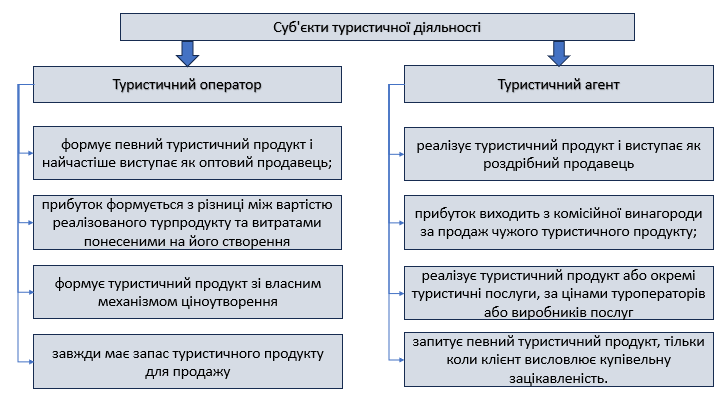 Суб'єкти туристичної діяльності
Туристичний оператор
формує певний туристичний продукт і
найчастіше виступає як оптовий продавець;
прибуток формується з різниці між вартістю
реалізованого турпродукту та витратами
понесеними на його створення
формує туристичний продукт зі власним
механізмом ціноутворення
завжди має запас туристичного продукту
для продажу
Туристичний агент
реалізує туристичний продукт і виступає як
роздрібний продавець
прибуток виходить з комісійної винагороди
за продаж чужого туристичного продукту;
реалізує туристичний продукт або окремі
туристичні послуги, за цінами туроператорів
або виробників послуг
запитує певний туристичний продукт, тільки
коли клієнт висловлює купівельну
зацікавленість.